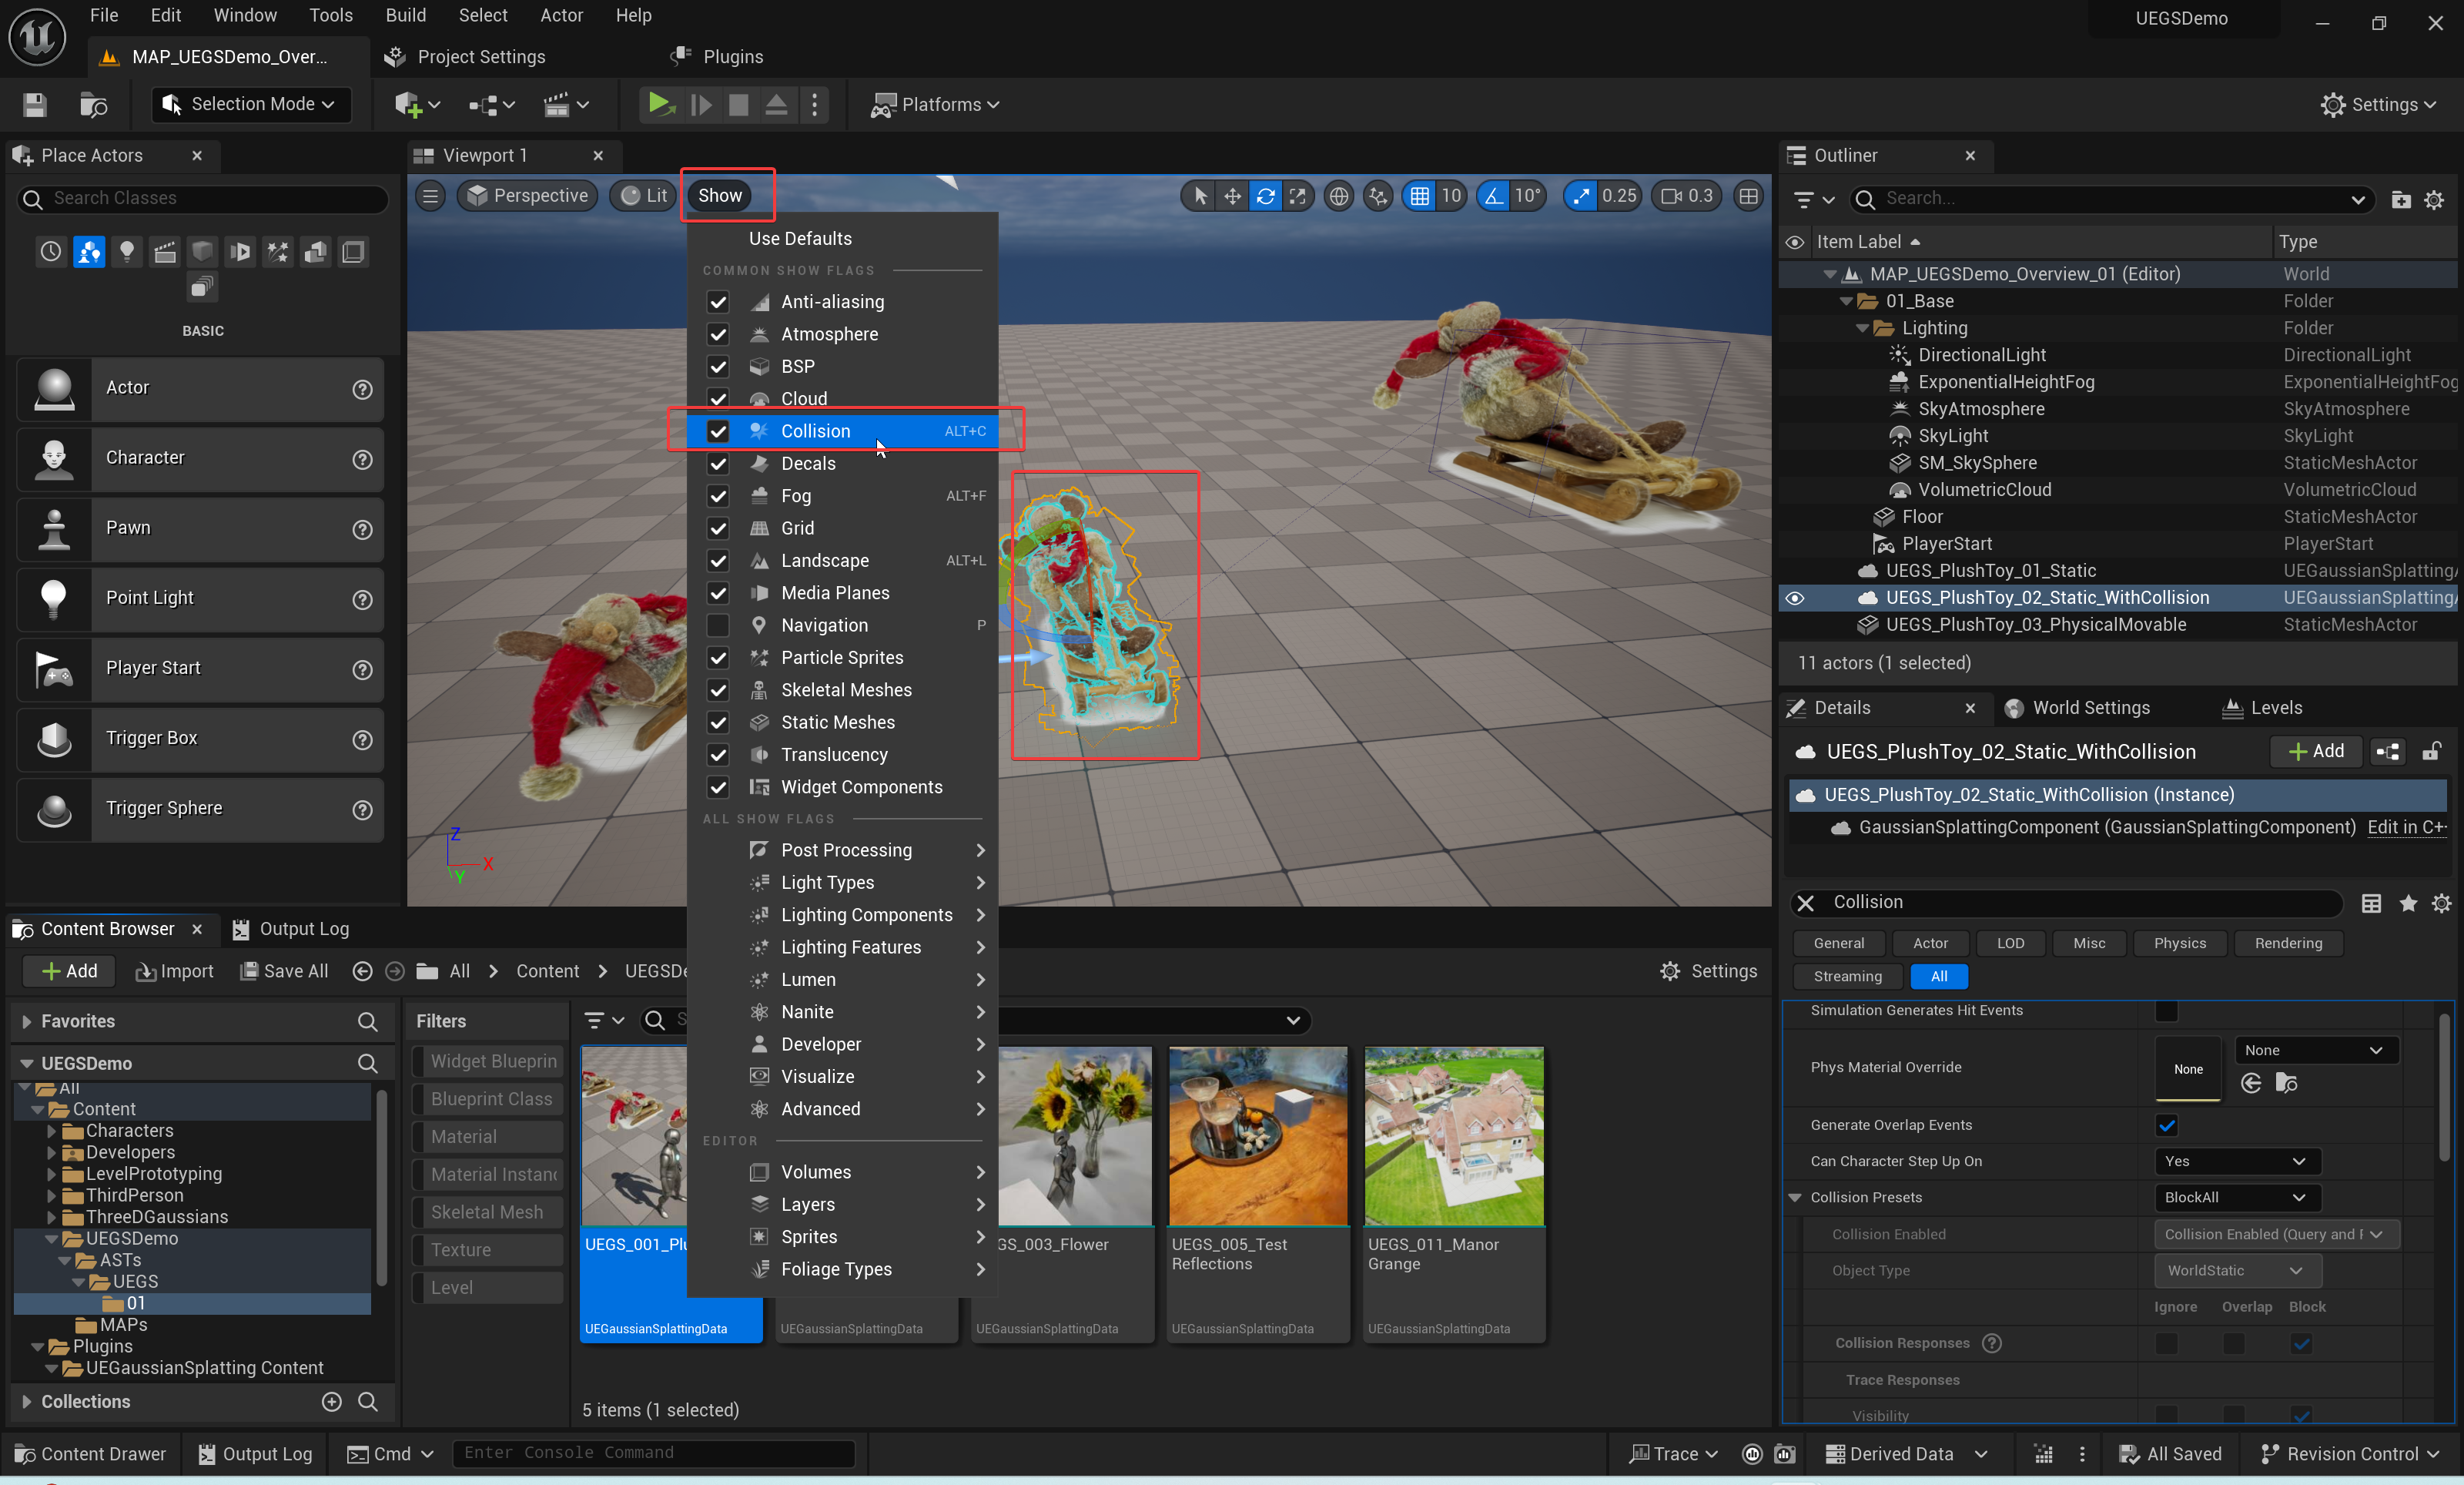 File Edit Window Tools Build Select Actor Help
UEGSDemo
MAP_UEGSDemo_Over...
Project Settings
Plugins
Selection Mode
Platforms
Settings
Place Actors
Search Classes
BASIC
Actor
Character
Pawn
Point Light
Player Start
Trigger Box
Trigger Sphere
Viewport 1
Perspective
Lit
Show
10
10°
0.25
0.3
Use Defaults
COMMON SHOW FLAGS
Anti-aliasing
Atmosphere
BSP
Cloud
Collision ALT+C
Decals
Fog ALT+F
Grid
Landscape ALT+L
Media Planes
Navigation P
Particle Sprites
Skeletal Meshes
Static Meshes
Translucency
Widget Components
ALL SHOW FLAGS
Post Processing
Light Types
Lighting Components
Lighting Features
Lumen
Nanite
Developer
Visualize
Advanced
EDITOR
Volumes
Layers
Sprites
Foliage Types
Z
X
Y
Outliner
Search...
Item Label Type
MAP_UEGSDemo_Overview_01 (Editor) World
01_Base Folder
Lighting Folder
DirectionalLight DirectionalLight
ExponentialHeightFog ExponentialHeightFog
SkyAtmosphere SkyAtmosphere
SkyLight SkyLight
SM_SkySphere StaticMeshActor
VolumetricCloud VolumetricCloud
Floor StaticMeshActor
PlayerStart PlayerStart
UEGS_PlushToy_01_Static UEGaussianSplatting
UEGS_PlushToy_02_Static_WithCollision UEGaussianSplatting
UEGS_PlushToy_03_PhysicalMovable StaticMeshActor
11 actors (1 selected)
Details
World Settings
Levels
UEGS_PlushToy_02_Static_WithCollision
Add
UEGS_PlushToy_02_Static_WithCollision (Instance)
GaussianSplattingComponent (GaussianSplattingComponent) Edit in C+
Collision
General Actor LOD Misc Physics Rendering
Streaming All
Simulation Generates Hit Events
Phys Material Override None None
Generate Overlap Events
Can Character Step Up On Yes
Collision Presets BlockAll
Collision Enabled Collision Enabled (Query and
Object Type WorldStatic
Ignore Overlap Block
Collision Responses
Trace Responses
Visibility
Content Browser
Output Log
Add
Import
Save All
All > Content > UEGSDe
Settings
Favorites
UEGSDemo
All
Content
Characters
Developers
LevelPrototyping
ThirdPerson
ThreeDGaussians
UEGSDemo
ASTs
UEGS
01
MAPs
Plugins
UEGaussianSplatting Content
Collections
Filters
Widget Blueprin
Blueprint Class
Material
Material Instanc
Skeletal Mesh
Texture
Level
UEGS_001_Plu
UEGaussianSplattingData
UEGaussianSplattingData
GS_003_Flower
UEGaussianSplattingData
UEGS_005_Test
Reflections
UEGaussianSplattingData
UEGS_011_Manor
Grange
UEGaussianSplattingData
5 items (1 selected)
Content Drawer
Output Log
Cmd
Enter Console Command
Trace
Derived Data
All Saved
Revision Control